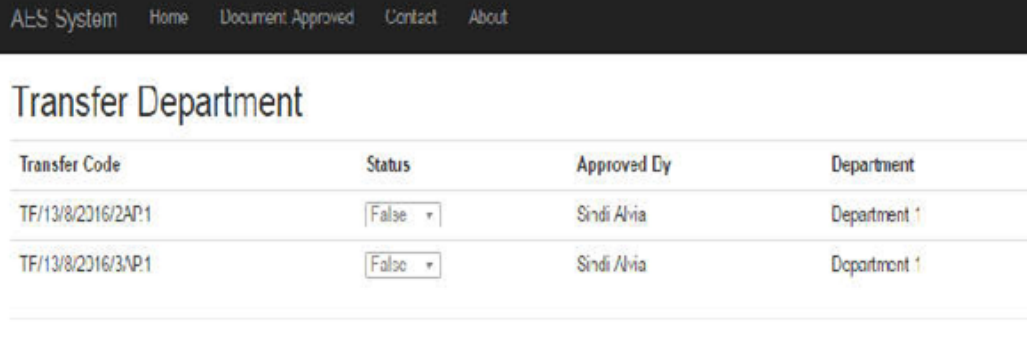 AES System Home Document Approved Contact About
Transfer Department
Transfer Code Status Approved By Department
TF/13/8/2016/2AP.1 False Sindi Alvia Department 1
TF/13/8/2016/3AP.1 False Sindi Alvia Department 1